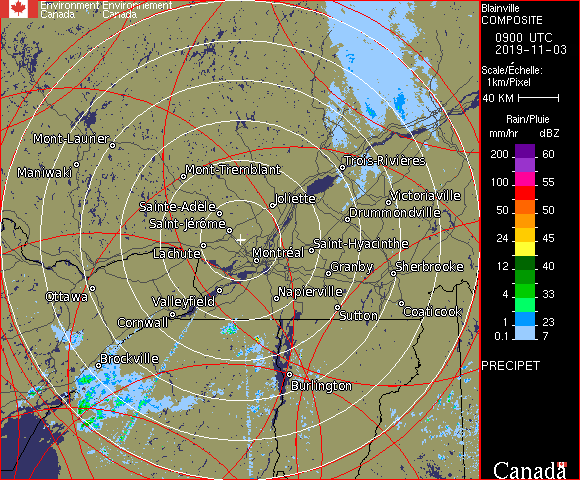 Environment Environnement
Canada Canada
Blainville
COMPOSITE
0900 UTC
2019-11-03
Scale/Échelle:
1km/Pixel
40 KM
Rain/Pluie
mm/hr dBZ
200 60
150 57
100 55
50 50
24 45
12 40
4 33
1 23
0.1 7
PRECIPET
Canada
Mont-Laurier
Maniwaki
Mont-Tremblant
Trois-Rivières
Joliette
Victoriaville
Sainte-Adèle
Drummondville
Saint-Jérôme
Lachute
Montréal
Saint-Hyacinthe
Granby
Sherbrooke
Ottawa
Valleyfield
Napierville
Cornwall
Sutton
Coaticook
Brockville
Burlington